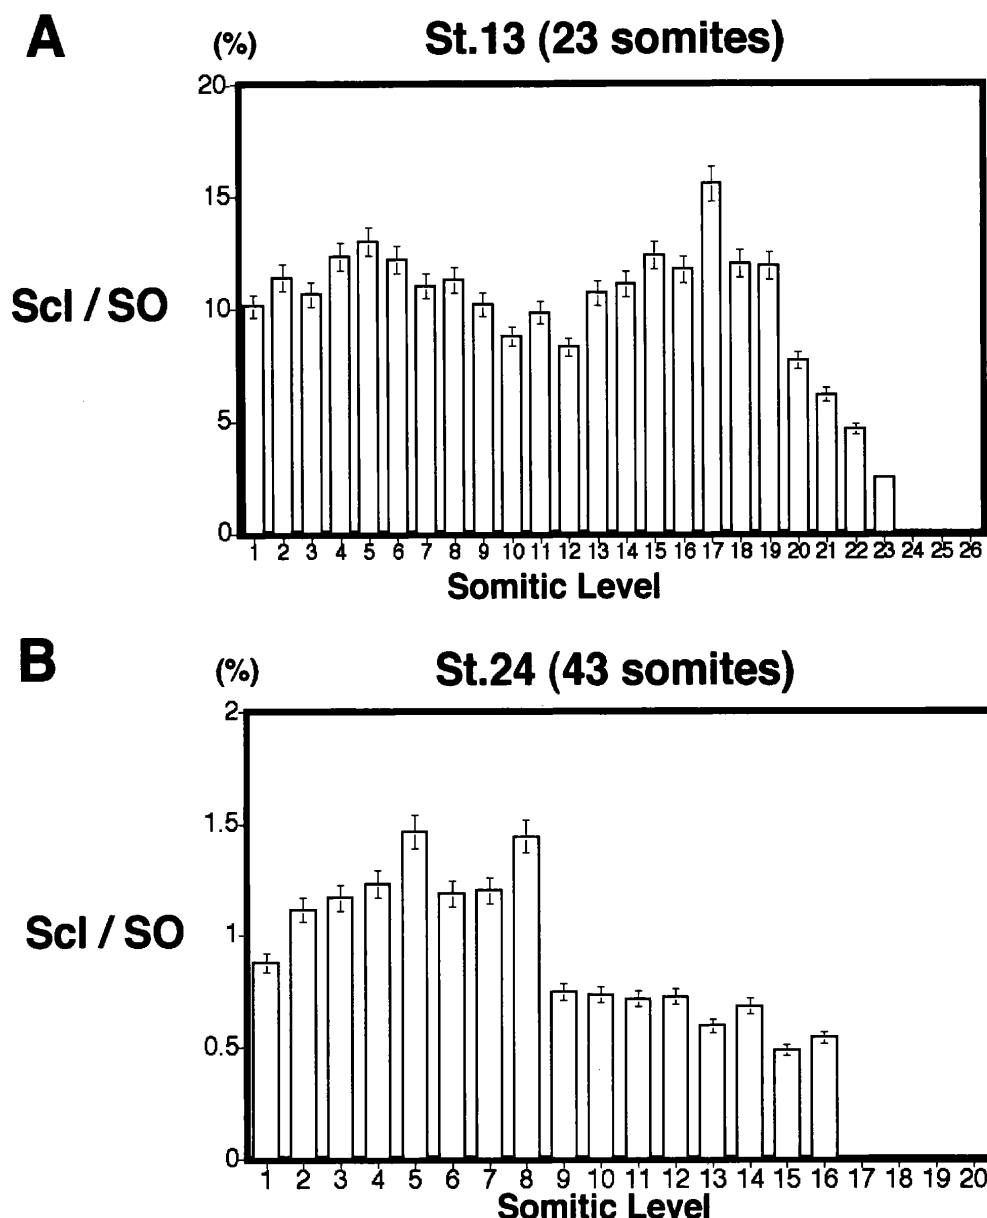 A
(%)
St.13 (23 somites)
20
15
10
5
0
Scl / SO
1 2 3 4 5 6 7 8 9 10 11 12 13 14 15 16 17 18 19 20 21 22 23 24 25 26
Somitic Level
B
(%)
St.24 (43 somites)
2
1.5
1
0.5
0
Scl / SO
1 2 3 4 5 6 7 8 9 10 11 12 13 14 15 16 17 18 19 20
Somitic Level